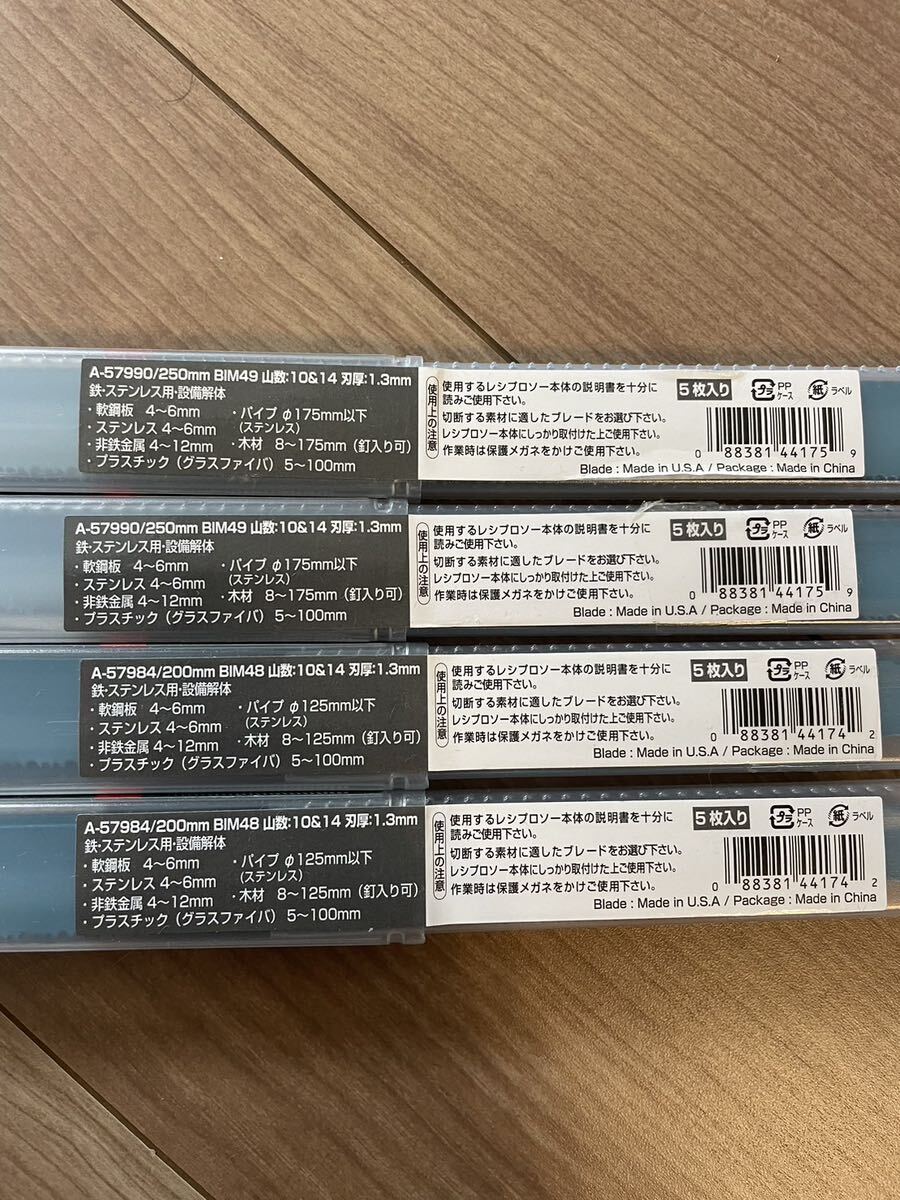 A-57990/250mm BIM49 山数:10&14 刃厚:1.3mm
鉄・ステンレス用・設備解体
・軟鋼板 4〜6mm ・パイプ φ175mm以下
・ステンレス 4〜6mm (ステンレス)
・非鉄金属 4〜12mm ・木材 8〜175mm(釘入り可)
・プラスチック(グラスファイバ) 5〜100mm
使用上の注意
使用するレシプロソー本体の説明書を十分に
読みご使用下さい。
切断する素材に適したブレードをお選び下さい。
レシプロソー本体にしっかり取付けた上ご使用下さい。
作業時は保護メガネをかけご使用下さい。
5枚入り
プラ PPケース
紙 ラベル
0 88381 44175 9
Blade : Made in U.S.A / Package : Made in China
A-57990/250mm BIM49 山数:10&14 刃厚:1.3mm
鉄・ステンレス用・設備解体
・軟鋼板 4〜6mm ・パイプ φ175mm以下
・ステンレス 4〜6mm (ステンレス)
・非鉄金属 4〜12mm ・木材 8〜175mm(釘入り可)
・プラスチック(グラスファイバ) 5〜100mm
使用上の注意
使用するレシプロソー本体の説明書を十分に
読みご使用下さい。
切断する素材に適したブレードをお選び下さい。
レシプロソー本体にしっかり取付けた上ご使用下さい。
作業時は保護メガネをかけご使用下さい。
5枚入り
プラ PPケース
紙 ラベル
0 88381 44175 9
Blade : Made in U.S.A / Package : Made in China
A-57984/200mm BIM48 山数:10&14 刃厚:1.3mm
鉄・ステンレス用・設備解体
・軟鋼板 4〜6mm ・パイプ φ125mm以下
・ステンレス 4〜6mm (ステンレス)
・非鉄金属 4〜12mm ・木材 8〜125mm(釘入り可)
・プラスチック(グラスファイバ) 5〜100mm
使用上の注意
使用するレシプロソー本体の説明書を十分に
読みご使用下さい。
切断する素材に適したブレードをお選び下さい。
レシプロソー本体にしっかり取付けた上ご使用下さい。
作業時は保護メガネをかけご使用下さい。
5枚入り
プラ PPケース
紙 ラベル
0 88381 44174 2
Blade : Made in U.S.A / Package : Made in China
A-57984/200mm BIM48 山数:10&14 刃厚:1.3mm
鉄・ステンレス用・設備解体
・軟鋼板 4〜6mm ・パイプ φ125mm以下
・ステンレス 4〜6mm (ステンレス)
・非鉄金属 4〜12mm ・木材 8〜125mm(釘入り可)
・プラスチック(グラスファイバ) 5〜100mm
使用上の注意
使用するレシプロソー本体の説明書を十分に
読みご使用下さい。
切断する素材に適したブレードをお選び下さい。
レシプロソー本体にしっかり取付けた上ご使用下さい。
作業時は保護メガネをかけご使用下さい。
5枚入り
プラ PPケース
紙 ラベル
0 88381 44174 2
Blade : Made in U.S.A / Package : Made in China